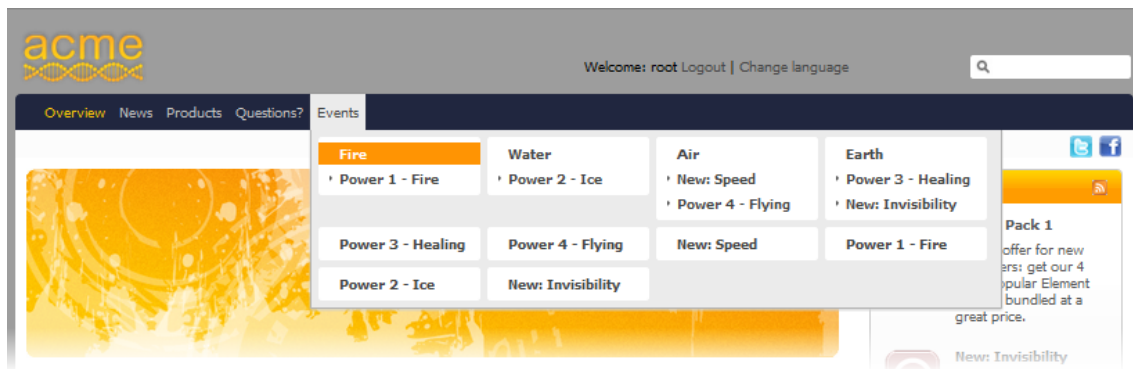 acme
Welcome: root Logout | Change language
Overview News Products Questions? Events
Fire Water Air Earth
Power 1 - Fire Power 2 - Ice New: Speed Power 3 - Healing
Power 4 - Flying New: Invisibility
Power 3 - Healing Power 4 - Flying New: Speed Power 1 - Fire
Power 2 - Ice New: Invisibility
Pack 1
offer for new
get our 4
Element
bundled at a
great price.
New: Invisibility